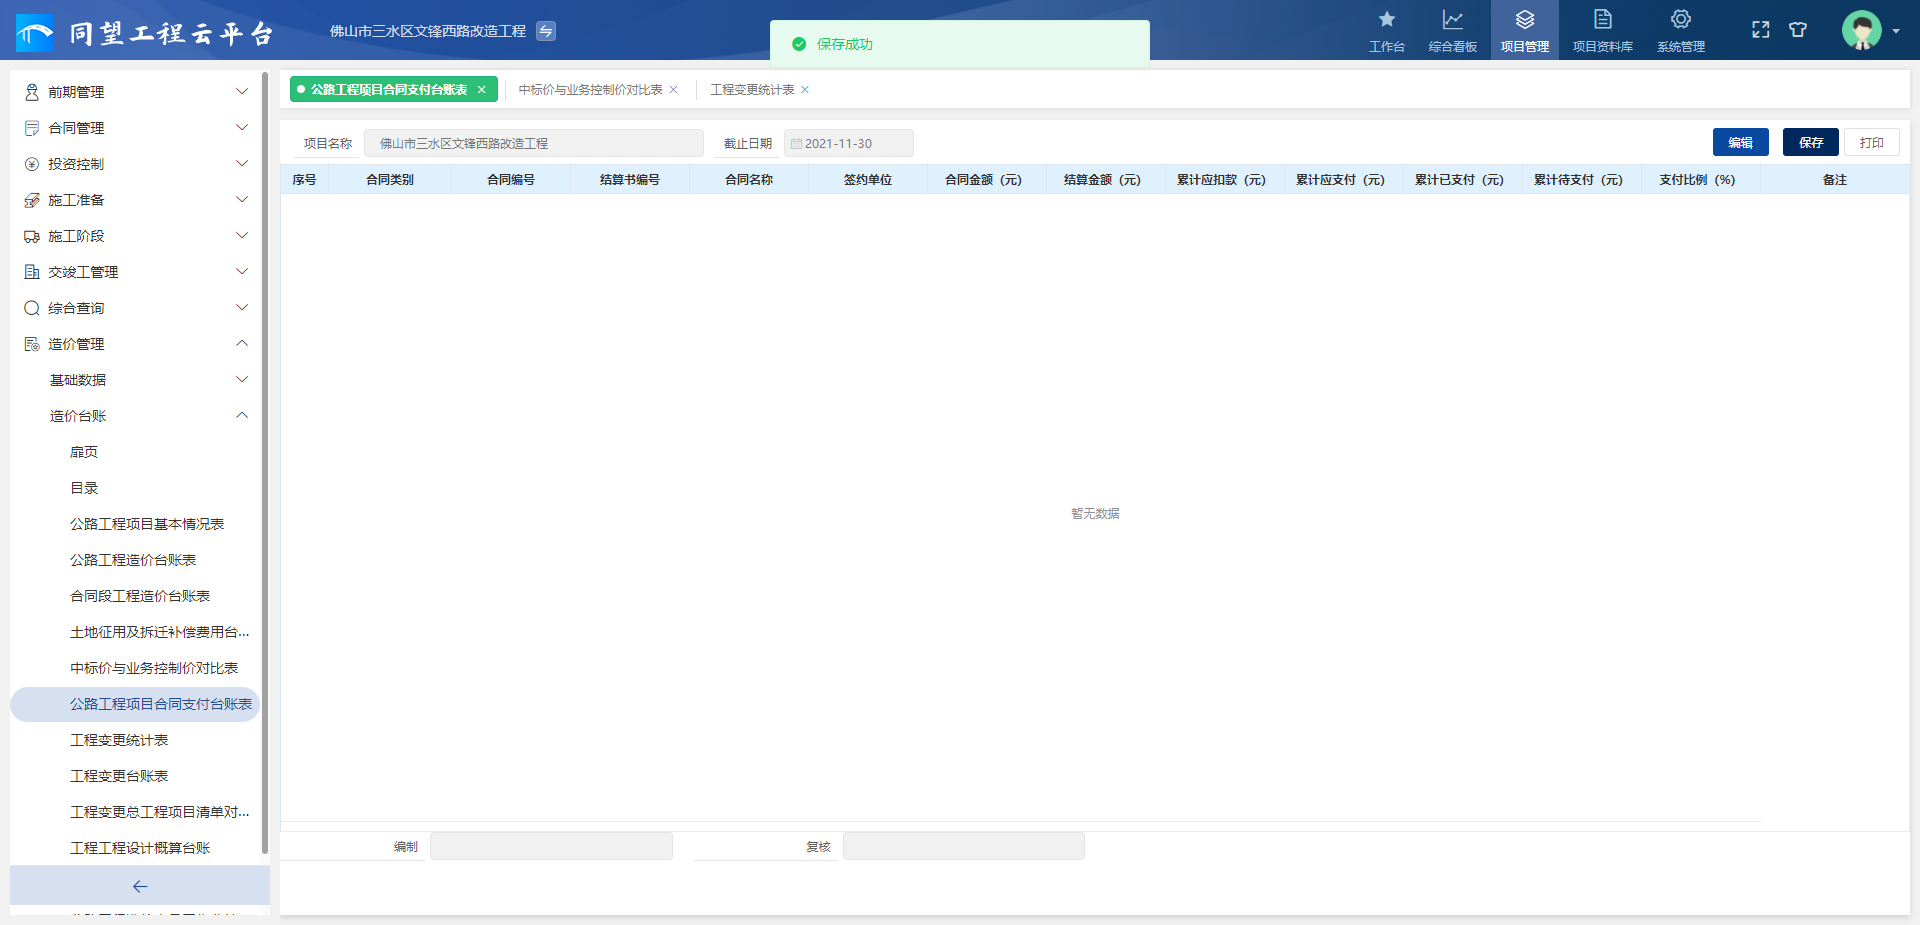 同望工程云平台
佛山市三水区文锋西路改造工程
保存成功
工作台
综合看板
项目管理
项目资料库
系统管理
前期管理
合同管理
投资控制
施工准备
施工阶段
交竣工管理
综合查询
造价管理
基础数据
造价台账
扉页
目录
公路工程项目基本情况表
公路工程造价台账表
合同段工程造价台账表
土地征用及拆迁补偿费用台...
中标价与业务控制价对比表
公路工程项目合同支付台账表
工程变更统计表
工程变更台账表
工程变更总工程项目清单对...
工程工程设计概算台账
公路工程项目合同支付台账表 中标价与业务控制价对比表 工程变更统计表
项目名称 佛山市三水区文锋西路改造工程 截止日期 2021-11-30 编辑 保存 打印
序号 合同类别 合同编号 结算书编号 合同名称 签约单位 合同金额（元） 结算金额（元） 累计应扣款（元） 累计应支付（元） 累计已支付（元） 累计待支付（元） 支付比例（%） 备注
暂无数据
编制 复核